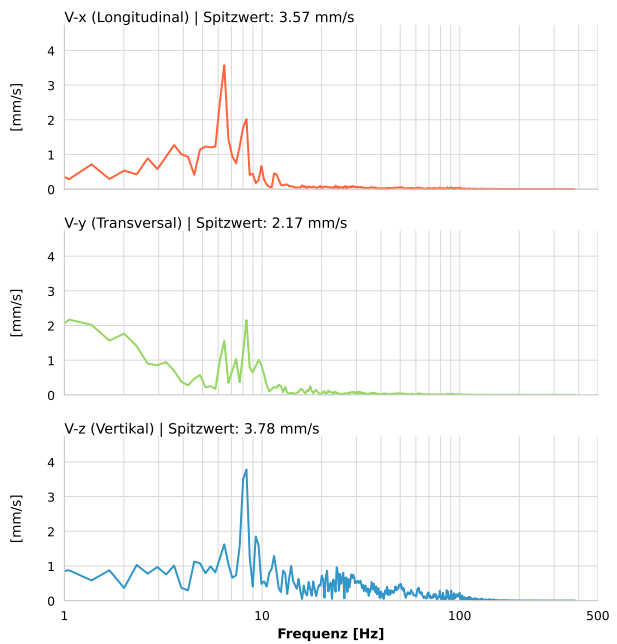 V-x (Longitudinal) | Spitzwert: 3.57 mm/s
4
3
2
1
0
[mm/s]
V-y (Transversal) | Spitzwert: 2.17 mm/s
4
3
2
1
0
[mm/s]
V-z (Vertikal) | Spitzwert: 3.78 mm/s
4
3
2
1
0
[mm/s]
1 10 100 500
Frequenz [Hz]